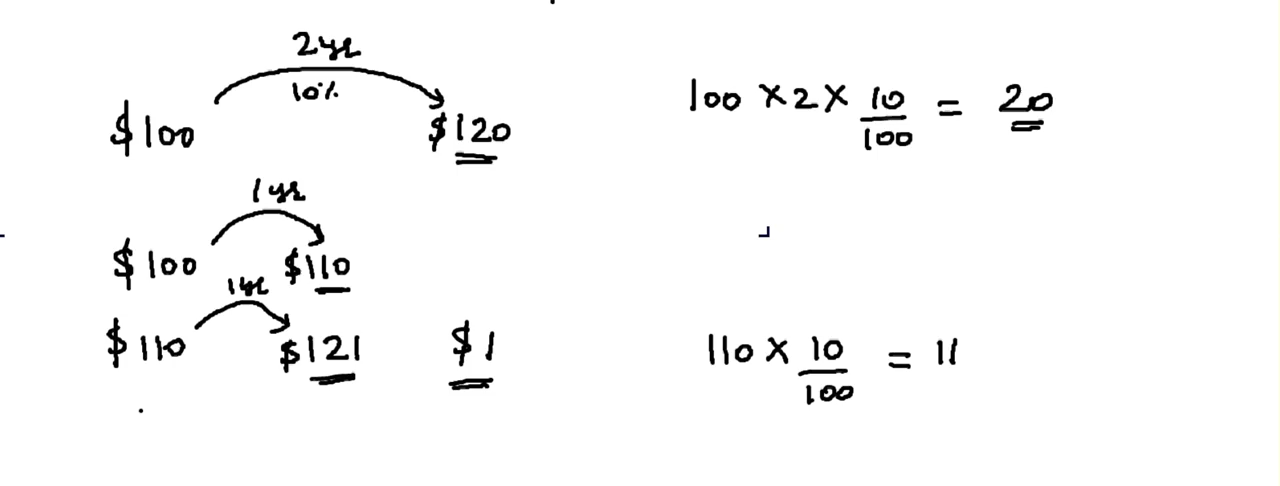 2yr
10%
$100 $120 100 × 2 × 10/100 = 20
1yr
$100 $110
1yr
$110 $121 $1 110 × 10/100 = 11